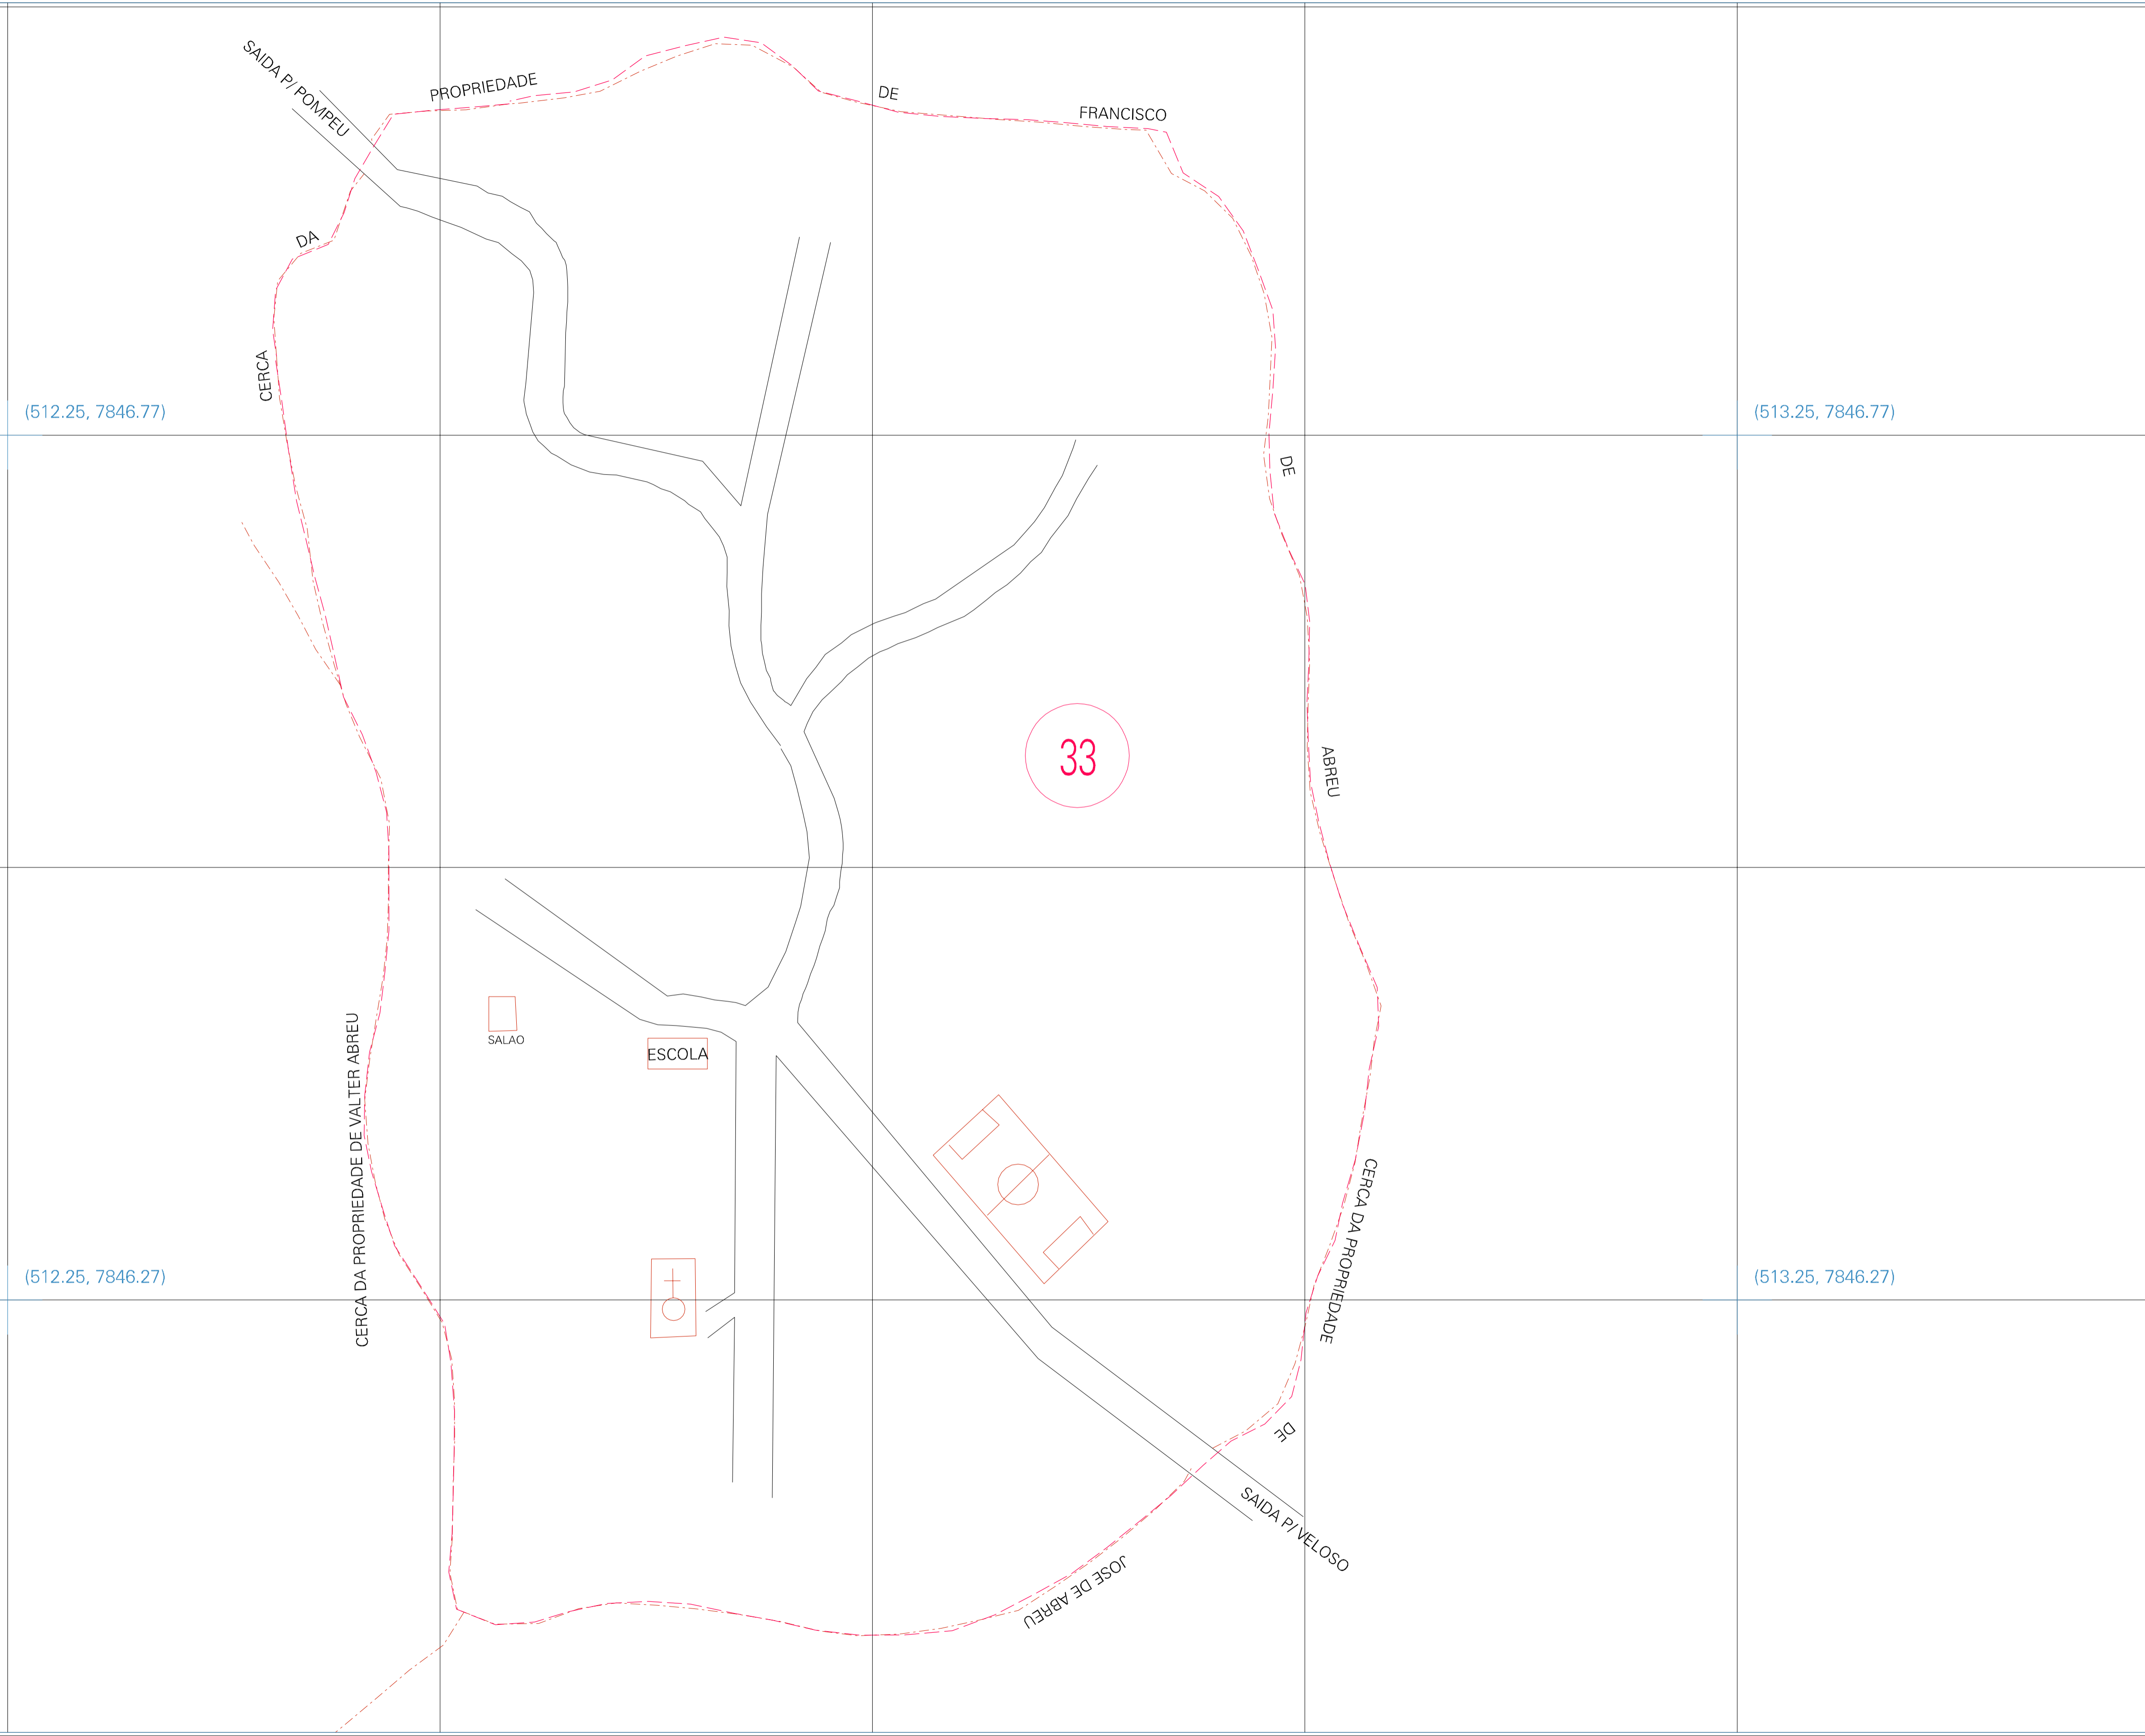 SAIDA P/ POMPEU
PROPRIEDADE
DE
FRANCISCO
DA
CERCA
(512.25, 7846.77)
(513.25, 7846.77)
DE
ABREU
33
SALAO
ESCOLA
CERCA DA PROPRIEDADE DE VALTER ABREU
CERCA DA PROPRIEDADE
(512.25, 7846.27)
(513.25, 7846.27)
DE
SAIDA P/ VELOSO
JOSE DE ABREU